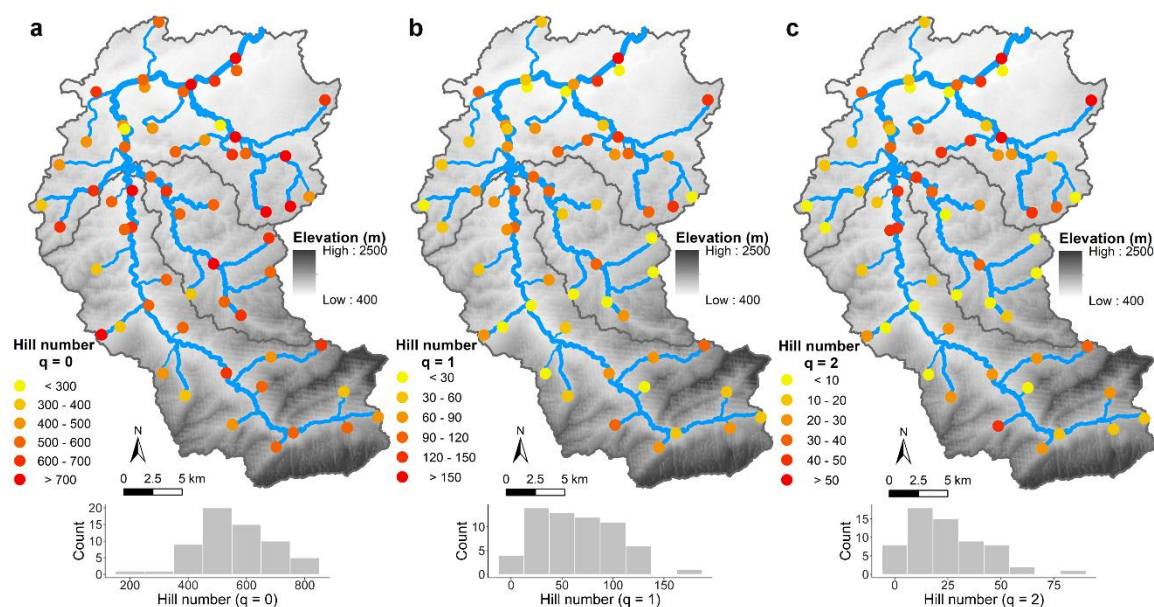 a
Elevation (m)
High : 2500
Low : 400
Hill number
q = 0
< 300
300 - 400
400 - 500
500 - 600
600 - 700
> 700
N
0 2.5 5 km
Count
20
15
10
5
0
200 400 600 800
Hill number (q = 0)
b
Elevation (m)
High : 2500
Low : 400
Hill number
q = 1
< 30
30 - 60
60 - 90
90 - 120
120 - 150
> 150
N
0 2.5 5 km
Count
10
5
0
0 50 100 150
Hill number (q = 1)
c
Elevation (m)
High : 2500
Low : 400
Hill number
q = 2
< 10
10 - 20
20 - 30
30 - 40
40 - 50
> 50
N
0 2.5 5 km
Count
15
10
5
0
0 25 50 75
Hill number (q = 2)